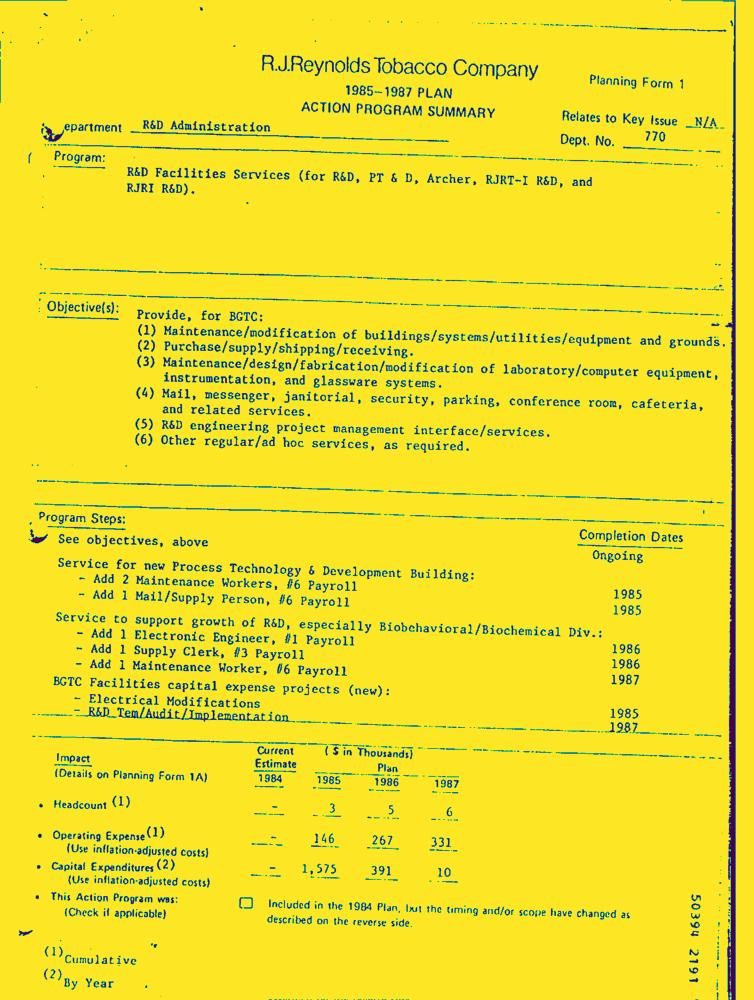 R.J.Reynolds Tobacco Company
Planning Form 1
1985-1987 PLAN
ACTION PROGRAM SUMMARY
Relates to Key Issue N/A
epartment R&D Administration
Dept. No. 770
Program:
R&D Facilities Services (for R&D, PT & D, Archer, RJRT-I R&D, and
RJRI R&D).
Objective(s):
Provide, for BGTC:
(1) Maintenance/modification of buildings/systems/utilities/equipment and grounds.
(2) Purchase/supply/shipping/receiving.
(3) Maintenance/design/fabrication/modification of laboratory/computer equipment,
instrumentation, and glassware systems.
(4) Mail, messenger, janitorial, security, parking, conference room, cafeteria,
and related services.
(5) R&D engineering project management interface/services.
(6) Other regular/ad hoc services, as required.
Program Steps:
Completion Dates
See objectives, above
Ongoing
Service for new Process Technology & Development Building:
- Add 2 Maintenance Workers, #6 Payroll 1985
- Add 1 Mail/Supply Person, #6 Payroll 1985
Service to support growth of R&D, especially Biobehavioral/Biochemical Div.:
- Add 1 Electronic Engineer, #1 Payroll 1986
- Add 1 Supply Clerk, #3 Payroll 1986
- Add 1 Maintenance Worker, #6 Payroll 1987
BGTC Facilities capital expense projects (new):
- Electrical Modifications 1985
- R&D Tem/Audit/Implementation 1987
Impact
(Details on Planning Form 1A)
Current
Estimate
1984
($ in Thousands)
Plan
1985 1986 1987
• Headcount (1) - 3 5 6
• Operating Expense (1) - 146 267 331
(Use inflation-adjusted costs)
• Capital Expenditures (2) - 1,575 391 10
(Use inflation-adjusted costs)
• This Action Program was:
(Check if applicable)
Included in the 1984 Plan, but the timing and/or scope have changed as
described on the reverse side.
(1) Cumulative
(2) By Year
50394 2191